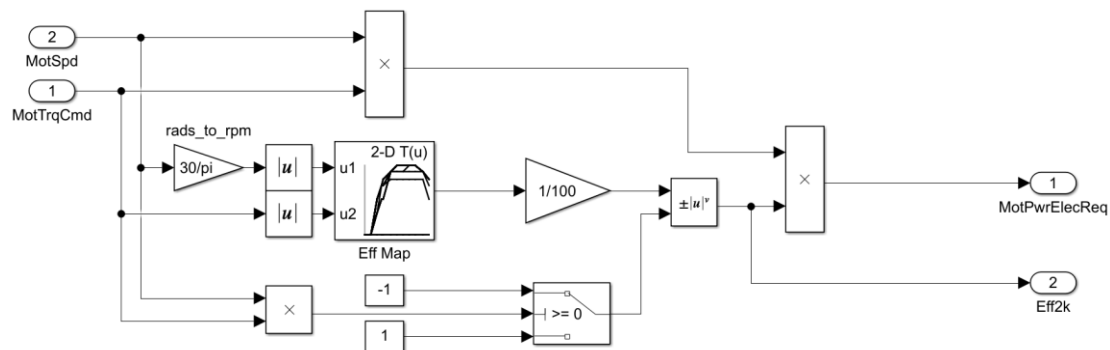 2
MotSpd
×
1
MotTrqCmd
rads_to_rpm
30/pi
|u|
|u|
u1
u2
2-D T(u)
Eff Map
1/100
±|u|ᵛ
×
1
MotPwrElecReq
2
Eff2k
×
-1
>= 0
1